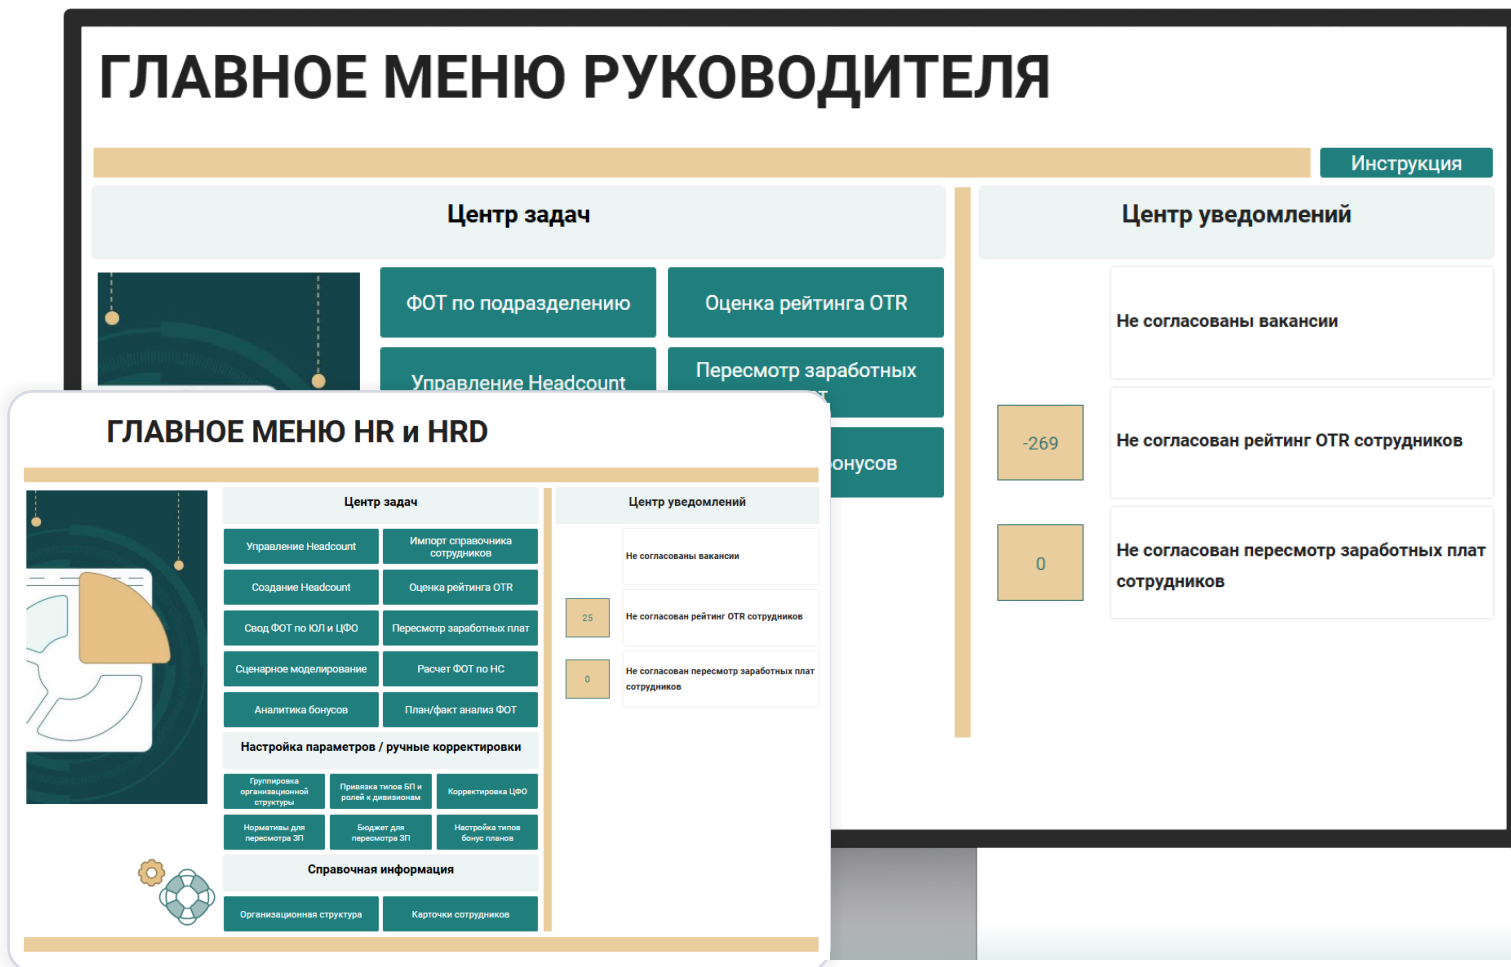 ГЛАВНОЕ МЕНЮ РУКОВОДИТЕЛЯ
Инструкция
Центр задач
ФОТ по подразделению
Оценка рейтинга OTR
Управление Headcount
Пересмотр заработных
Центр уведомлений
Не согласованы вакансии
-269
Не согласован рейтинг OTR сотрудников
0
Не согласован пересмотр заработных плат
сотрудников
ГЛАВНОЕ МЕНЮ HR и HRD
Центр задач
Управление Headcount
Импорт справочника
сотрудников
Создание Headcount
Оценка рейтинга OTR
Свод ФОТ по ЮЛ и ЦФО
Пересмотр заработных плат
Сценарное моделирование
Расчет ФОТ по НС
Аналитика бонусов
План/факт анализ ФОТ
Настройка параметров / ручные корректировки
Группировка
организационной
структуры
Привязка типов БП и
ролей к дивизионам
Корректировка ЦФО
Нормативы для
пересмотра ЗП
Бюджет для
пересмотра ЗП
Настройка типов
бонус планов
Справочная информация
Организационная структура
Карточки сотрудников
Центр уведомлений
Не согласованы вакансии
25
Не согласован рейтинг OTR сотрудников
0
Не согласован пересмотр заработных плат
сотрудников